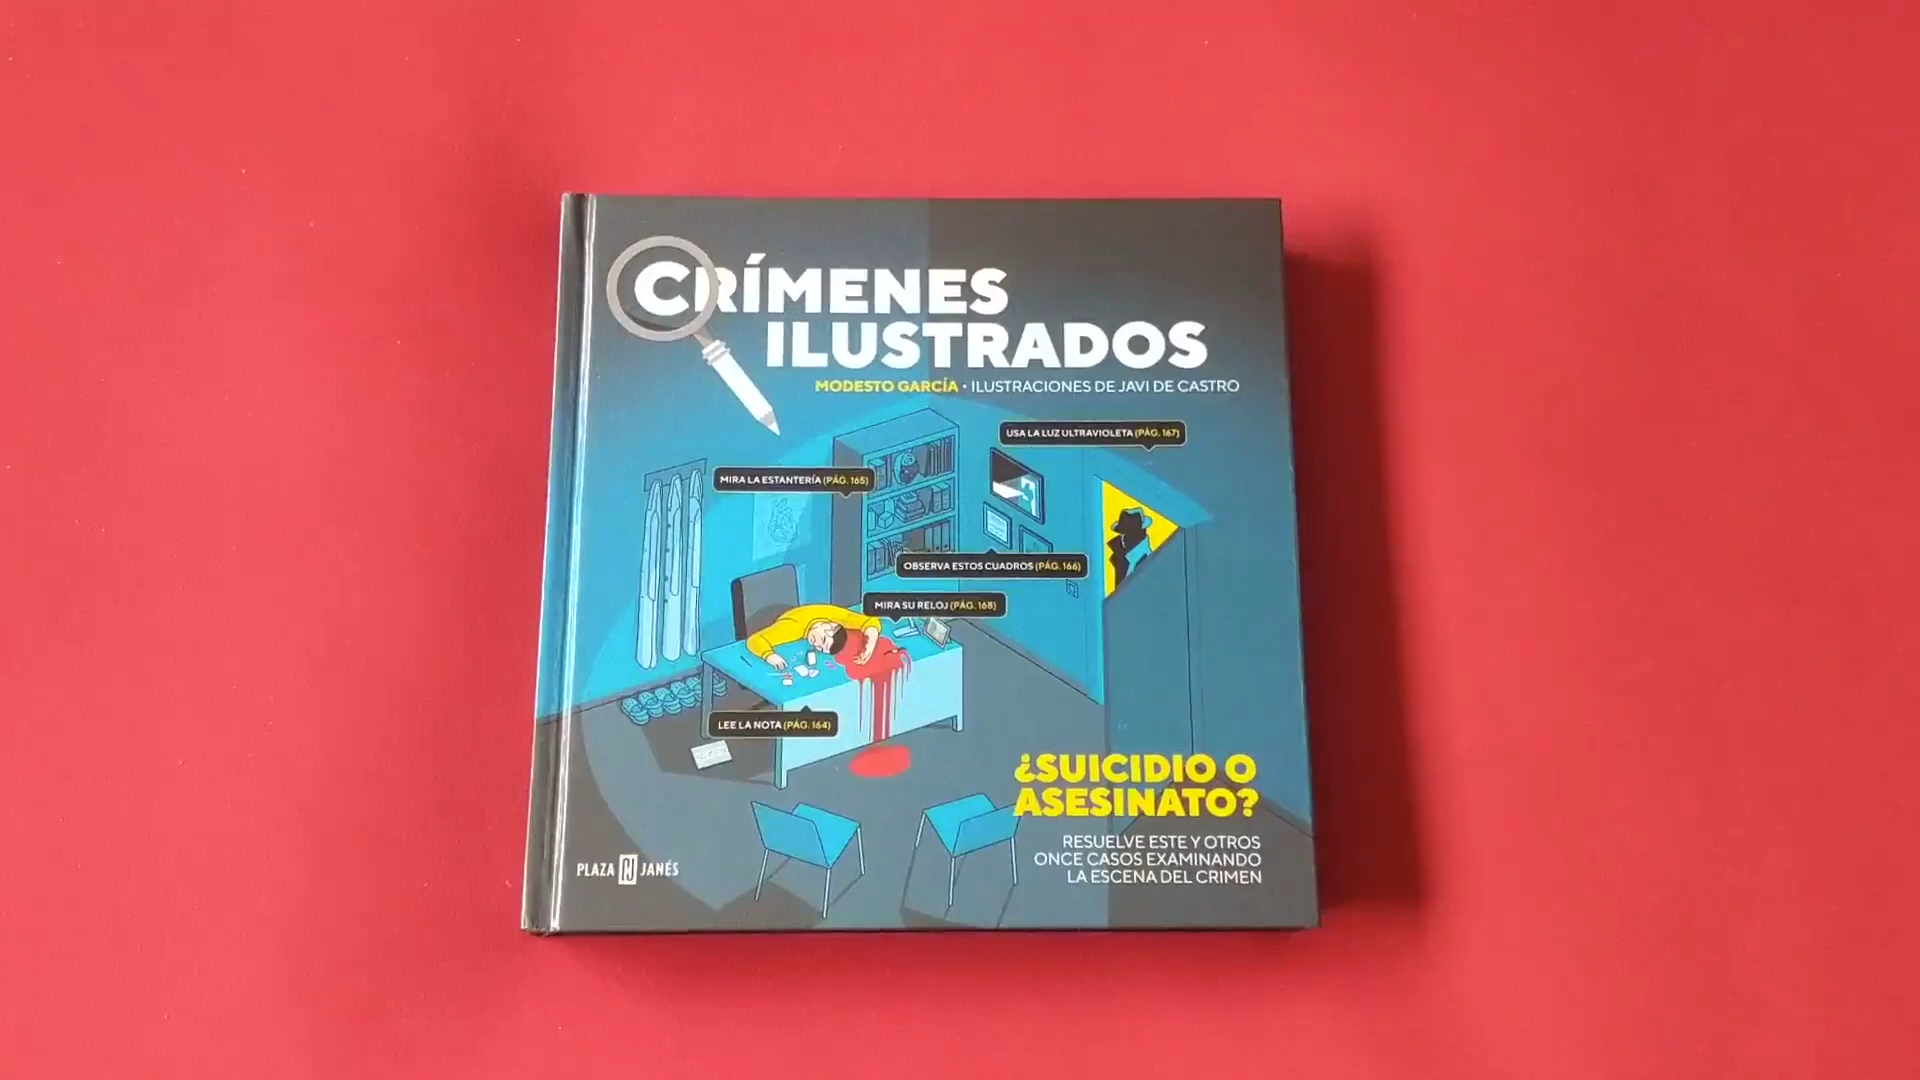 CRÍMENES
ILUSTRADOS
MODESTO GARCÍA · ILUSTRACIONES DE JAVI DE CASTRO
USA LA LUZ ULTRAVIOLETA (PÁG. 167)
MIRA LA ESTANTERÍA (PÁG. 165)
OBSERVA ESTOS CUADROS (PÁG. 166)
MIRA SU RELOJ (PÁG. 168)
LEE LA NOTA (PÁG. 164)
¿SUICIDIO O
ASESINATO?
RESUELVE ESTE Y OTROS
ONCE CASOS EXAMINANDO
LA ESCENA DEL CRIMEN
PLAZA PJ JANÉS